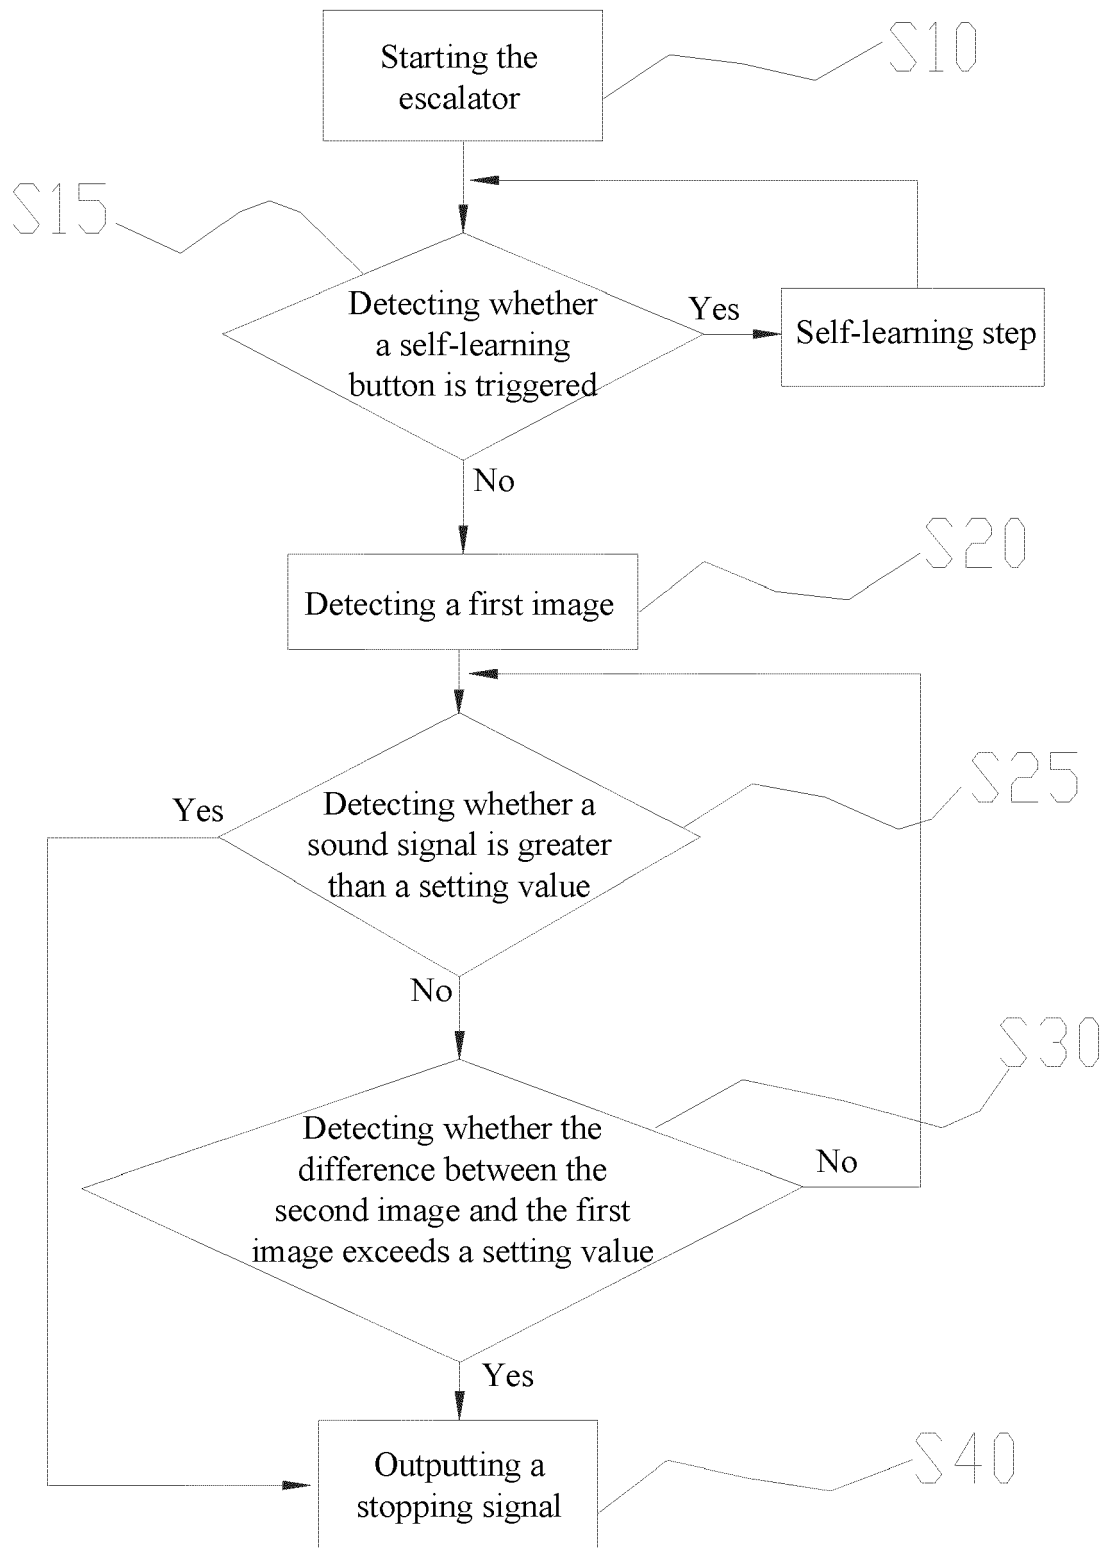 Starting the
escalator
S10
S15
Detecting whether
a self-learning
button is triggered
Yes
Self-learning step
No
S20
Detecting a first image
S25
Yes
Detecting whether a
sound signal is greater
than a setting value
No
S30
Detecting whether the
difference between the
second image and the first
image exceeds a setting value
No
Yes
S40
Outputting a
stopping signal